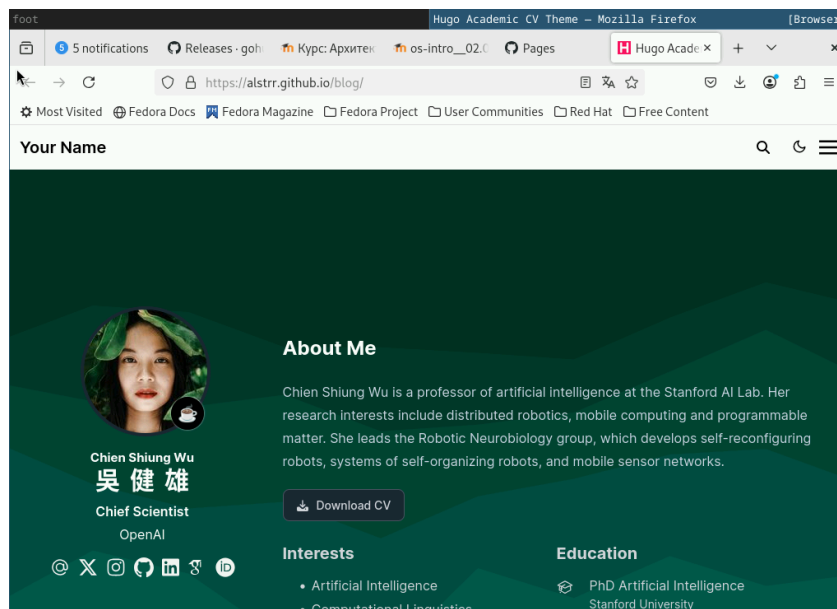 foot
Hugo Academic CV Theme — Mozilla Firefox
[Browser
5 notifications
Releases · goh
Курс: Архитек
os-intro__02.
Pages
Hugo Acade
https://alstrr.github.io/blog/
Most Visited
Fedora Docs
Fedora Magazine
Fedora Project
User Communities
Red Hat
Free Content
Your Name
About Me
Chien Shiung Wu is a professor of artificial intelligence at the Stanford AI Lab. Her
research interests include distributed robotics, mobile computing and programmable
matter. She leads the Robotic Neurobiology group, which develops self-reconfiguring
robots, systems of self-organizing robots, and mobile sensor networks.
Chien Shiung Wu
吳健雄
Chief Scientist
OpenAI
Download CV
Interests
Artificial Intelligence
Computational Linguistics
Education
PhD Artificial Intelligence
Stanford University